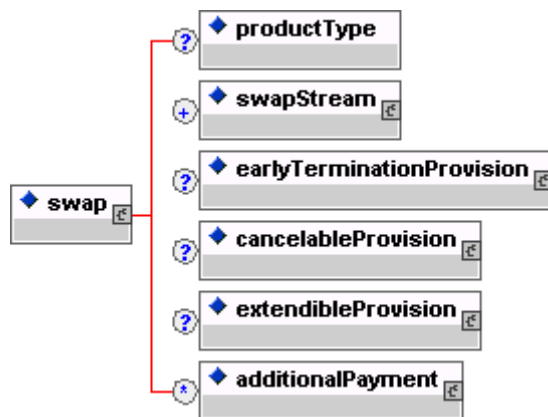 ? productType
+ swapStream
? earlyTerminationProvision
swap
? cancelableProvision
? extendibleProvision
* additionalPayment